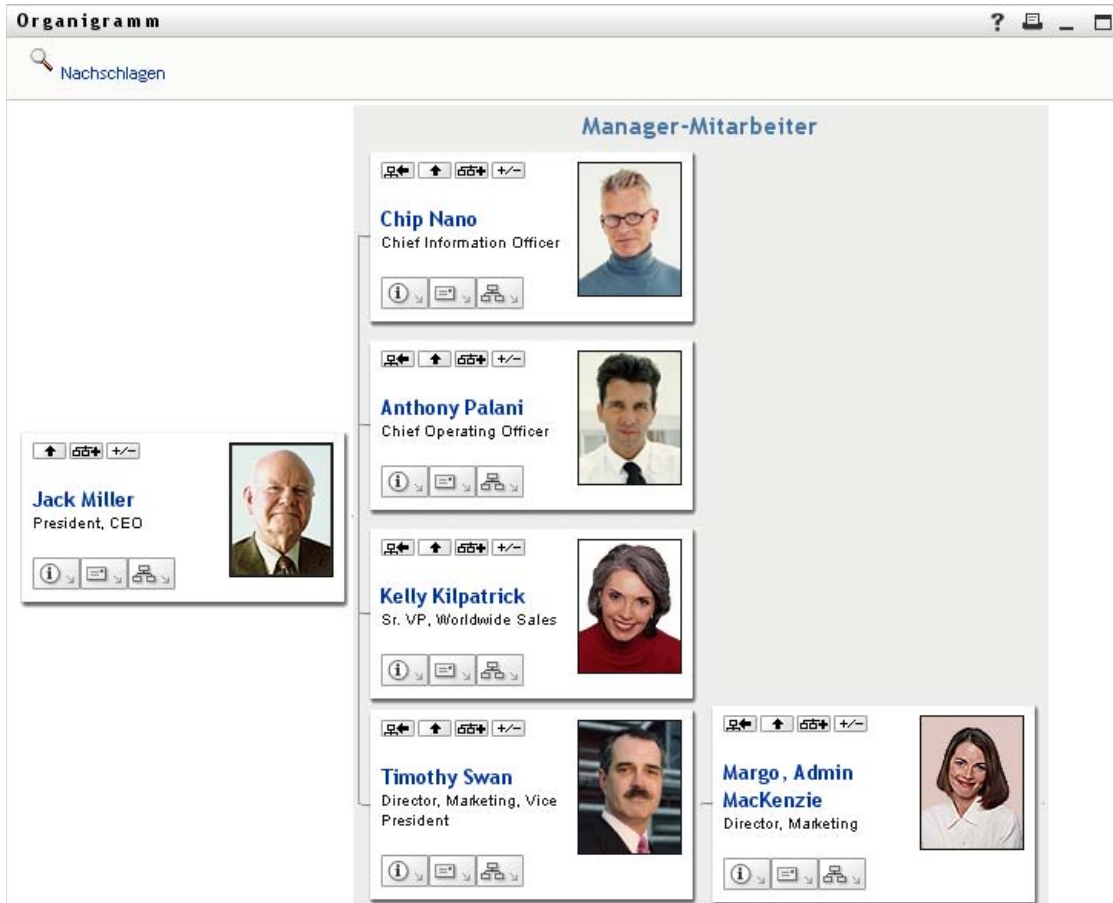 Organigramm
?
Nachschlagen
Manager-Mitarbeiter
+/-
Chip Nano
Chief Information Officer
+/-
Anthony Palani
Chief Operating Officer
+/-
Jack Miller
President, CEO
+/-
Kelly Kilpatrick
Sr. VP, Worldwide Sales
+/-
Timothy Swan
Director, Marketing, Vice
President
+/-
Margo, Admin
MacKenzie
Director, Marketing